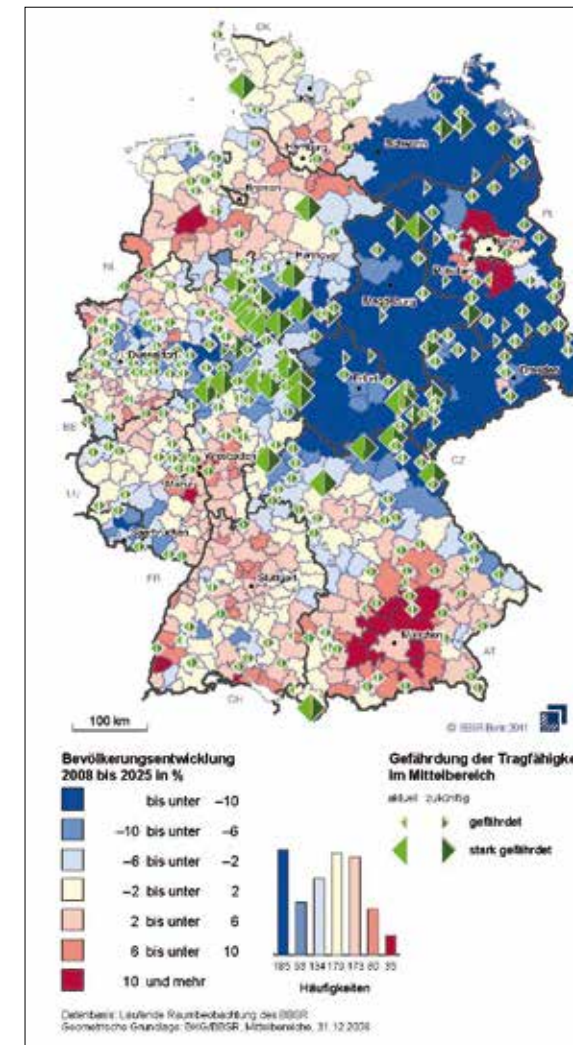 DK
Kiel
Schwerin
Hamburg
Bremen
PL
Berlin
Hannover
Potsdam
NL
Magdeburg
Düsseldorf
Erfurt
Dresden
BE
Wiesbaden
CZ
Mainz
LU
Saarbrücken
FR
Stuttgart
München
AT
CH
100 km
© BBSR Bonn 2011
Bevölkerungsentwicklung
2008 bis 2025 in %
bis unter –10
–10 bis unter –6
–6 bis unter –2
–2 bis unter 2
2 bis unter 6
6 bis unter 10
10 und mehr
Gefährdung der Tragfähigke
im Mittelbereich
aktuell zukünftig
gefährdet
stark gefährdet
Häufigkeiten
Datenbasis: Laufende Raumbeobachtung des BBSR
Geometrische Grundlage: BKG/BBSR, Mittelbereiche, 31.12.2008